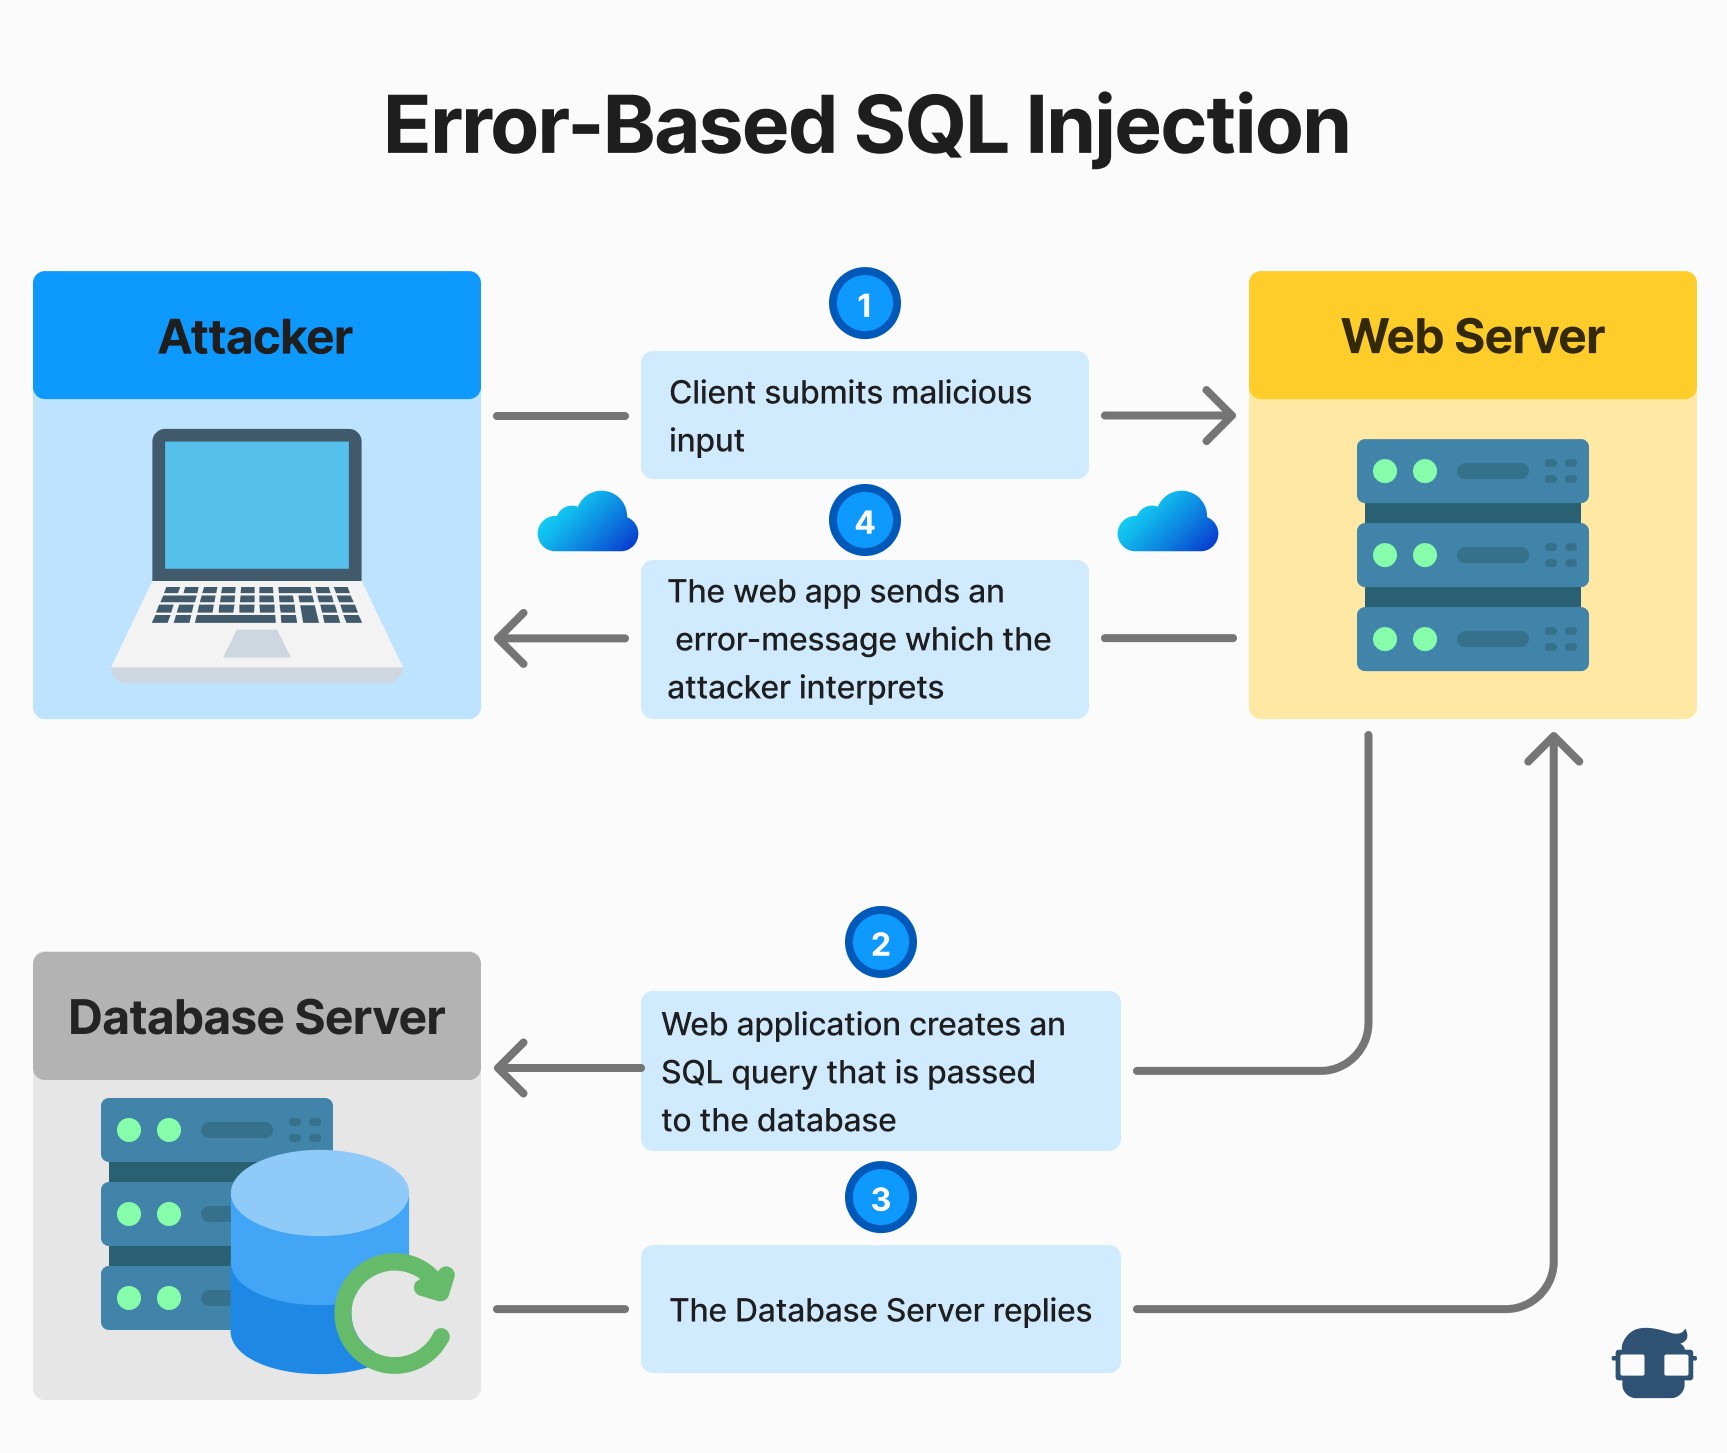 Error-Based SQL Injection
Attacker
1
Web Server
Client submits malicious
input
4
The web app sends an
error-message which the
attacker interprets
2
Database Server
Web application creates an
SQL query that is passed
to the database
3
The Database Server replies